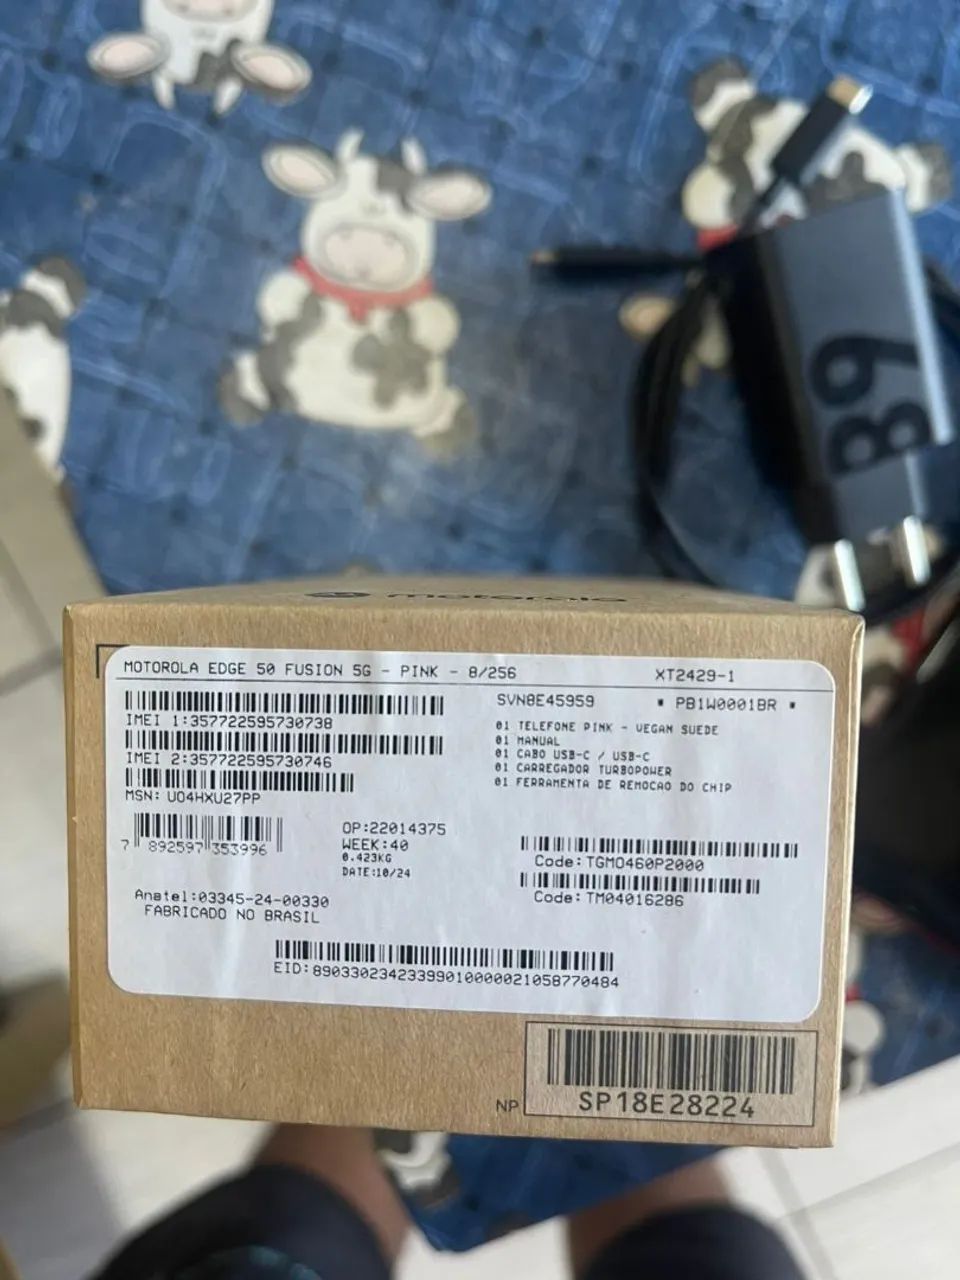 68
motorola
MOTOROLA EDGE 50 FUSION 5G - PINK - 8/256 XT2429-1
SVN8E45959 * PB1W0001BR *
IMEI 1:357722595730738
IMEI 2:357722595730746
MSN: UO4HXU27PP
01 TELEFONE PINK - VEGAN SUEDE
01 MANUAL
01 CABO USB-C / USB-C
01 CARREGADOR TURBOPOWER
01 FERRAMENTA DE REMOCAO DO CHIP
7 892597 353996
OP:22014375
WEEK:40
0.423KG
DATE:10/24
Code: TGMO460P2000
Code: TM04016286
Anatel:03345-24-00330
FABRICADO NO BRASIL
EID:89033023423399010000021058770484
NP SP18E28224